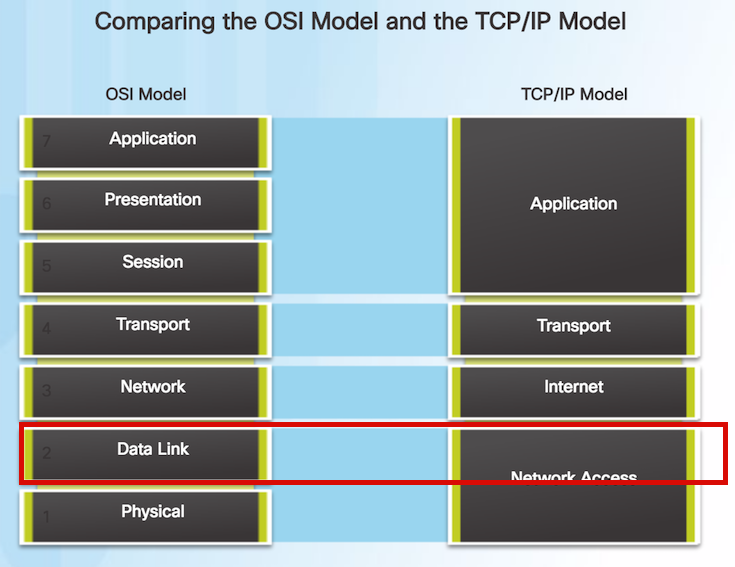 Comparing the OSI Model and the TCP/IP Model
OSI Model
TCP/IP Model
7 Application
6 Presentation
5 Session
4 Transport
3 Network
2 Data Link
1 Physical
Application
Transport
Internet
Network Access